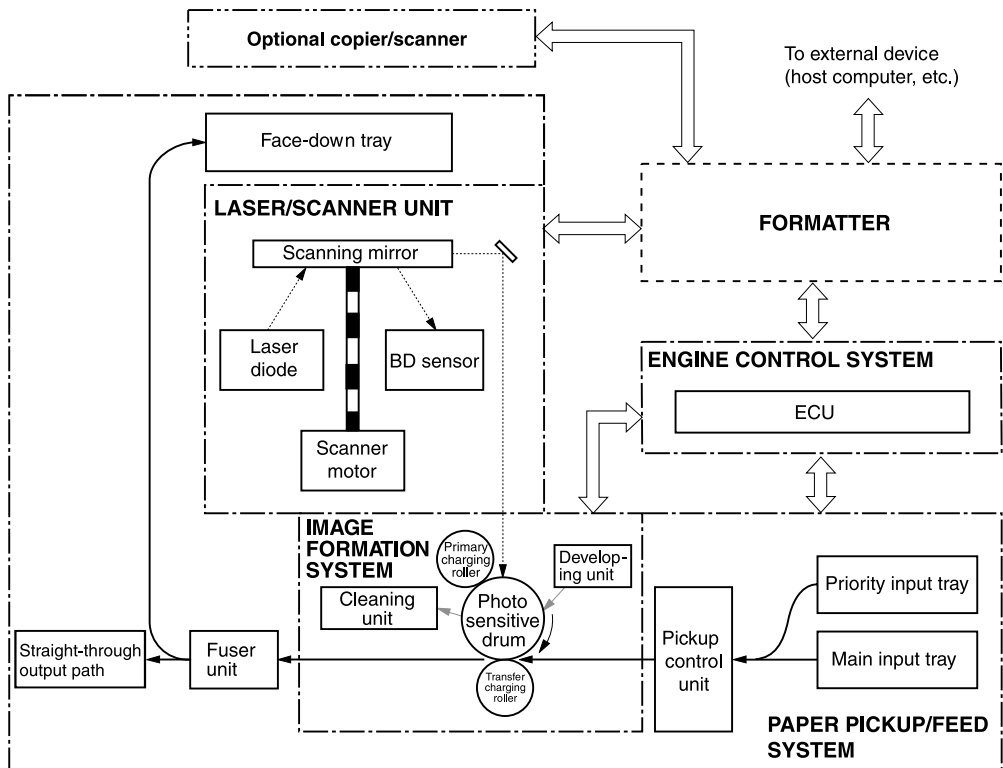 Optional copier/scanner
To external device
(host computer, etc.)
Face-down tray
FORMATTER
LASER/SCANNER UNIT
Scanning mirror
Laser
diode
BD sensor
Scanner
motor
ENGINE CONTROL SYSTEM
ECU
IMAGE
FORMATION
SYSTEM
Primary
charging
roller
Develop-
ing unit
Cleaning
unit
Photo
sensitive
drum
Transfer
charging
roller
Priority input tray
Main input tray
Pickup
control
unit
Straight-through
output path
Fuser
unit
PAPER PICKUP/FEED
SYSTEM